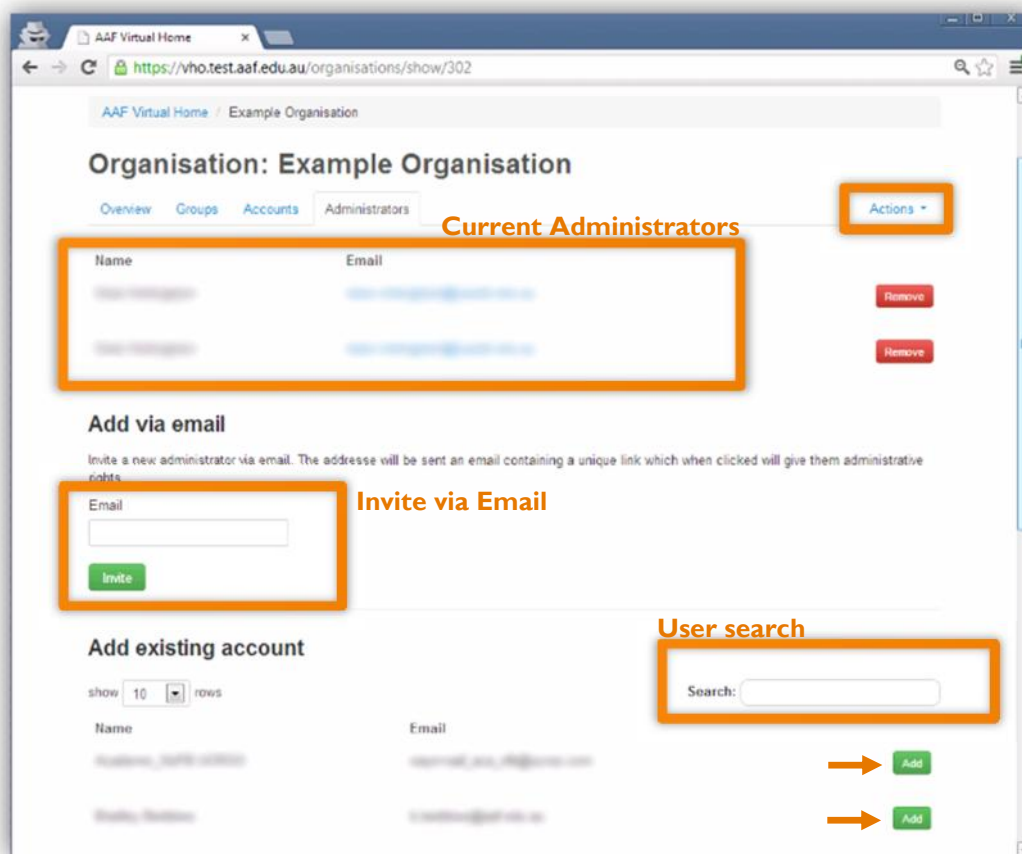 AAF Virtual Home
https://vho.test.aaf.edu.au/organisations/show/302
AAF Virtual Home / Example Organisation
Organisation: Example Organisation
Overview Groups Accounts Administrators Actions
Current Administrators
Name Email
Remove
Remove
Add via email
Invite a new administrator via email. The addresse will be sent an email containing a unique link which when clicked will give them administrative
rights
Email
Invite via Email
Invite
User search
Add existing account
show 10 rows Search:
Name Email
Add
Add